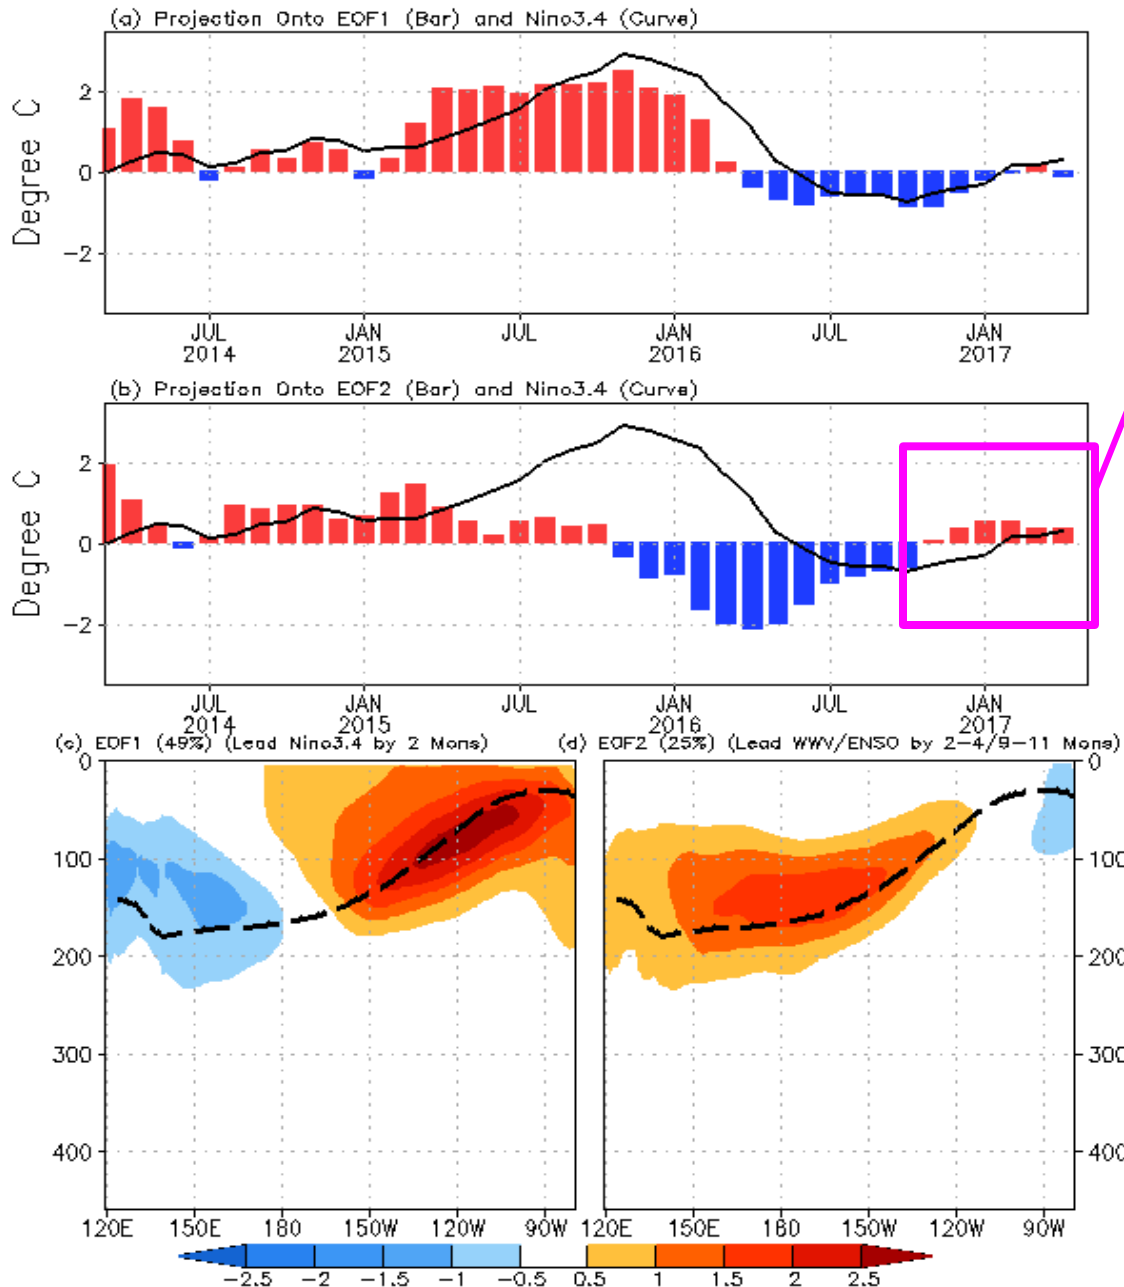 (a) Projection Onto EOF1 (Bar) and Nino3.4 (Curve)
Degree C
2
0
-2
JUL JAN JUL JAN JUL JAN
2014 2015 2016 2017
(b) Projection Onto EOF2 (Bar) and Nino3.4 (Curve)
Degree C
2
0
-2
JUL JAN JUL JAN JUL JAN
2014 2015 2016 2017
(c) EOF1 (49%) (Lead Nino3.4 by 2 Mons)
0
100
200
300
400
120E 150E 180 150W 120W 90W
(d) EOF2 (25%) (Lead WWV/ENSO by 2-4/9-11 Mons)
0
100
200
300
400
120E 150E 180 150W 120W 90W
-2.5 -2 -1.5 -1 -0.5 0.5 1 1.5 2 2.5